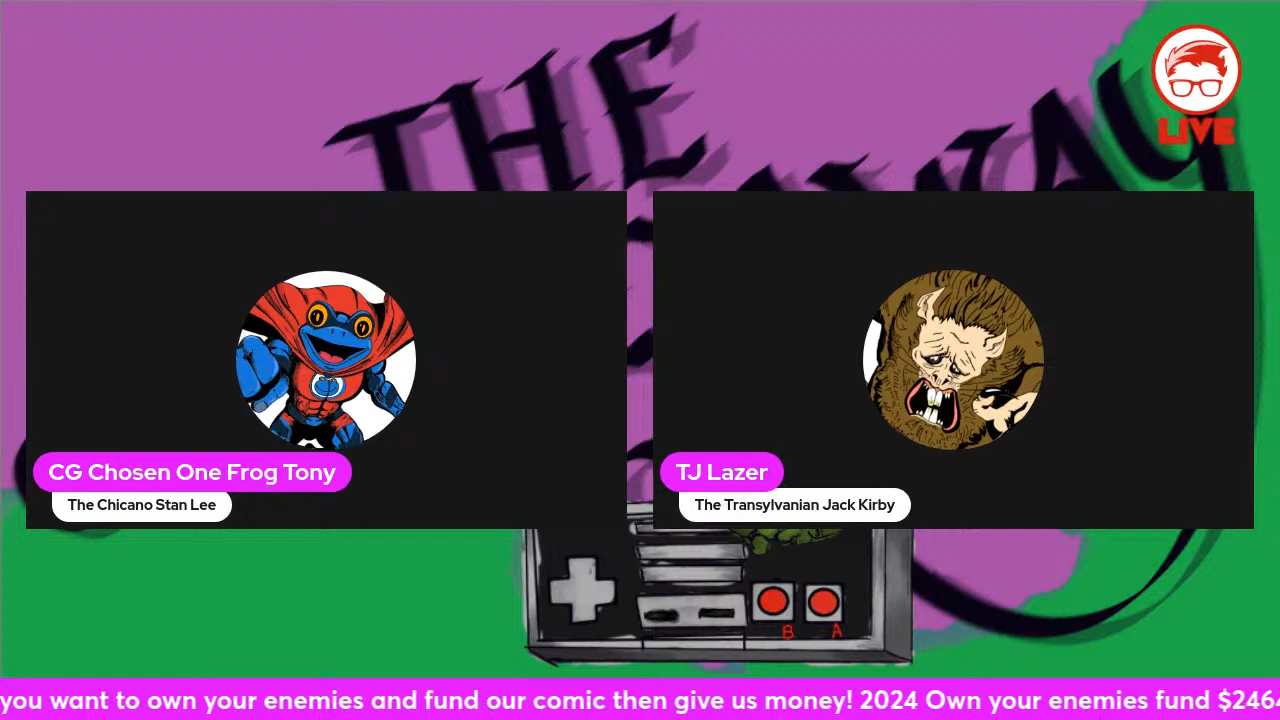 THE
LIVE
CG Chosen One Frog Tony
The Chicano Stan Lee
TJ Lazer
The Transylvanian Jack Kirby
B A
you want to own your enemies and fund our comic then give us money! 2024 Own your enemies fund $246